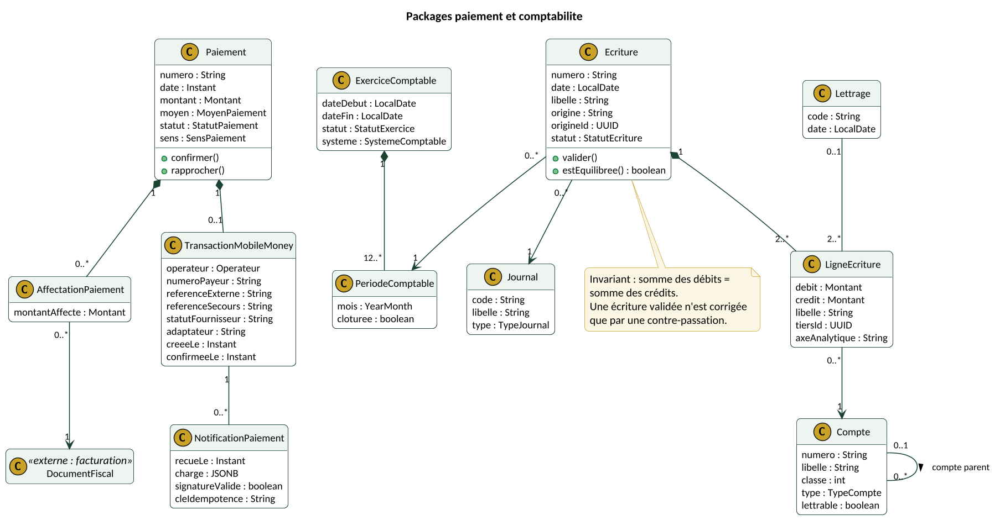 Packages paiement et comptabilite
C Paiement
numero : String
date : Instant
montant : Montant
moyen : MoyenPaiement
statut : StatutPaiement
sens : SensPaiement
confirmer()
rapprocher()
C ExerciceComptable
dateDebut : LocalDate
dateFin : LocalDate
statut : StatutExercice
systeme : SystemeComptable
C Ecriture
numero : String
date : LocalDate
libelle : String
origine : String
origineId : UUID
statut : StatutEcriture
valider()
estEquilibree() : boolean
C Lettrage
code : String
date : LocalDate
1
1
1
0..*
0..*
1
0..1
0..*
0..1
12..*
1
1
2..*
2..*
C TransactionMobileMoney
operateur : Operateur
numeroPayeur : String
referenceExterne : String
referenceSecours : String
statutFournisseur : String
adaptateur : String
creeeLe : Instant
confirmeeLe : Instant
C AffectationPaiement
montantAffecte : Montant
C PeriodeComptable
mois : YearMonth
cloturee : boolean
C Journal
code : String
libelle : String
type : TypeJournal
Invariant : somme des débits =
somme des crédits.
Une écriture validée n'est corrigée
que par une contre-passation.
C LigneEcriture
debit : Montant
credit : Montant
libelle : String
tiersId : UUID
axeAnalytique : String
0..*
1
1
0..*
0..*
1
C «externe : facturation»
DocumentFiscal
C NotificationPaiement
recueLe : Instant
charge : JSONB
signatureValide : boolean
cleIdempotence : String
C Compte
numero : String
libelle : String
classe : int
type : TypeCompte
lettrable : boolean
0..1
0..*
compte parent